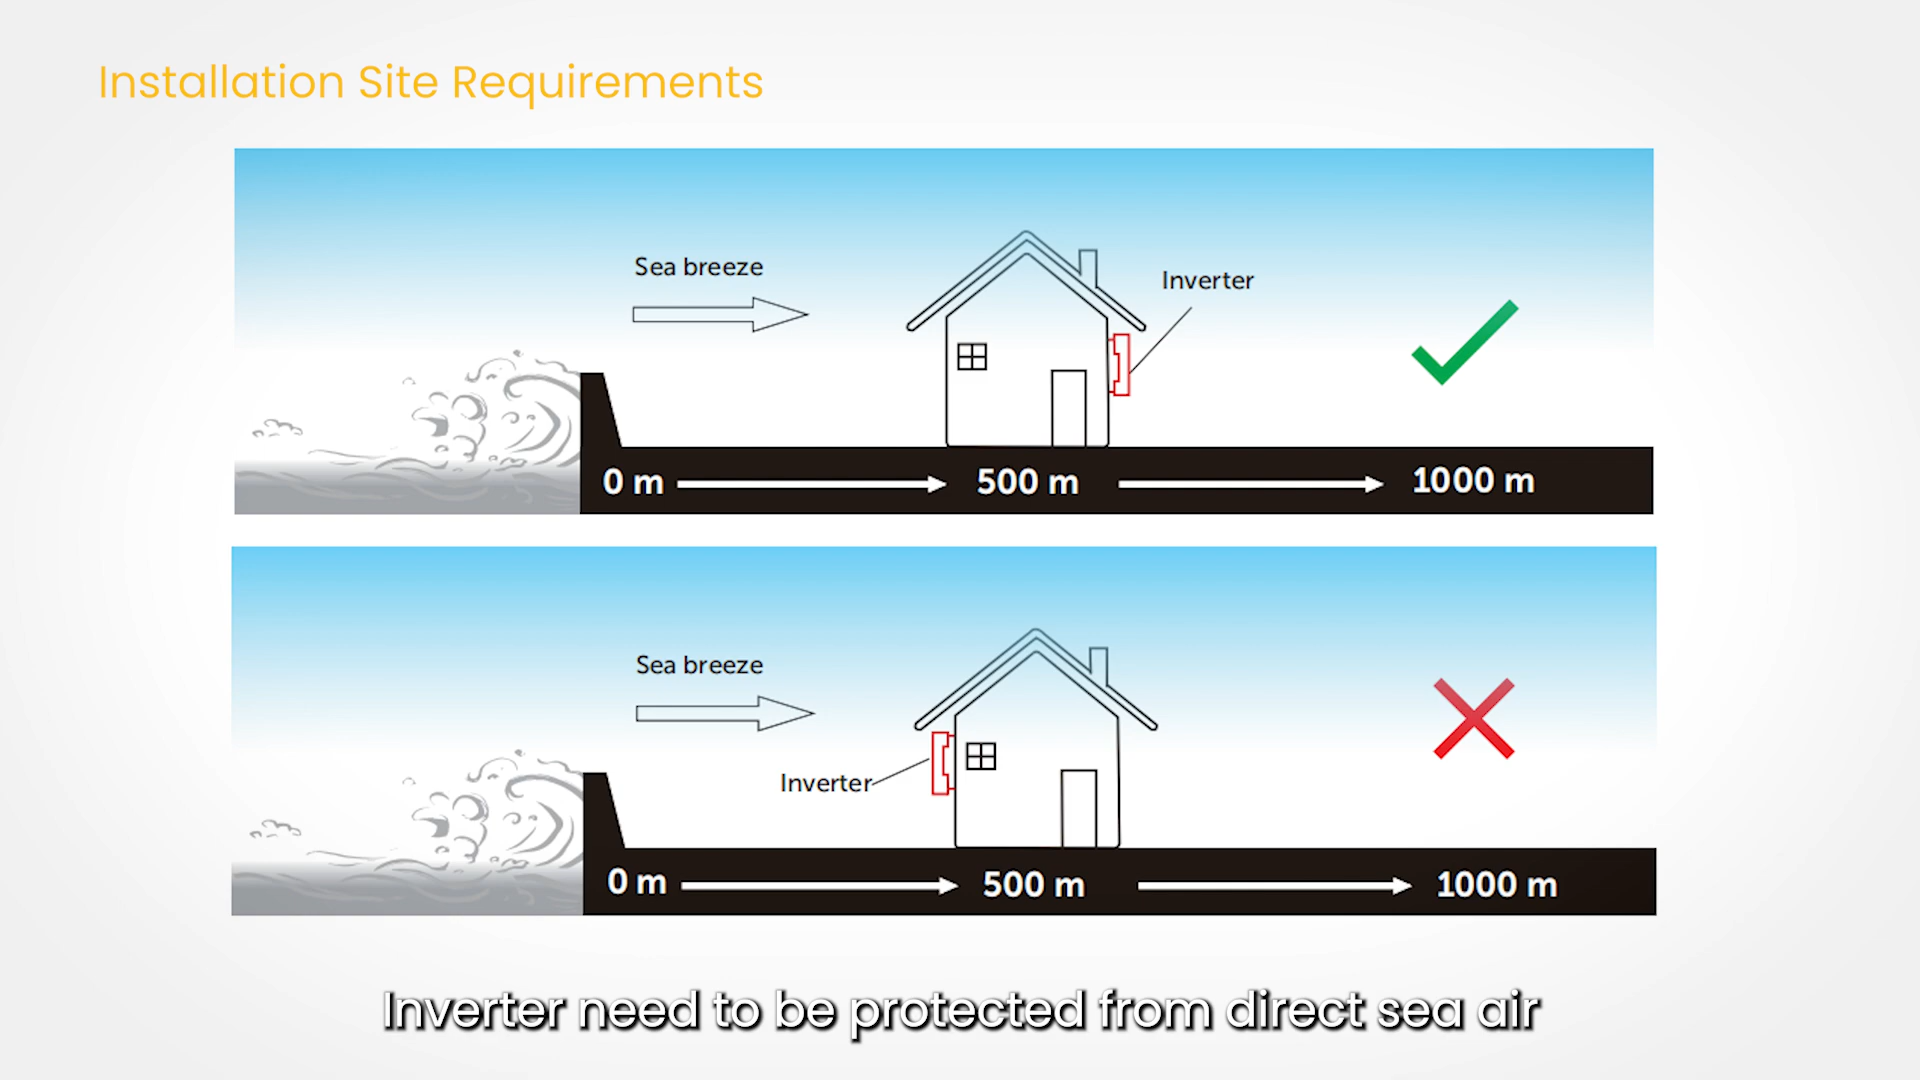 Installation Site Requirements
Sea breeze
Inverter
0 m
500 m
1000 m
Sea breeze
Inverter
0 m
500 m
1000 m
Inverter need to be protected from direct sea air